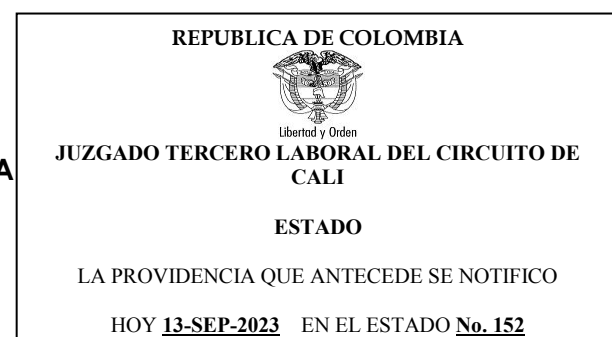 REPUBLICA DE COLOMBIA
Libertad y Orden
JUZGADO TERCERO LABORAL DEL CIRCUITO DE
CALI
A
ESTADO
LA PROVIDENCIA QUE ANTECEDE SE NOTIFICO
HOY 13-SEP-2023 EN EL ESTADO No. 152